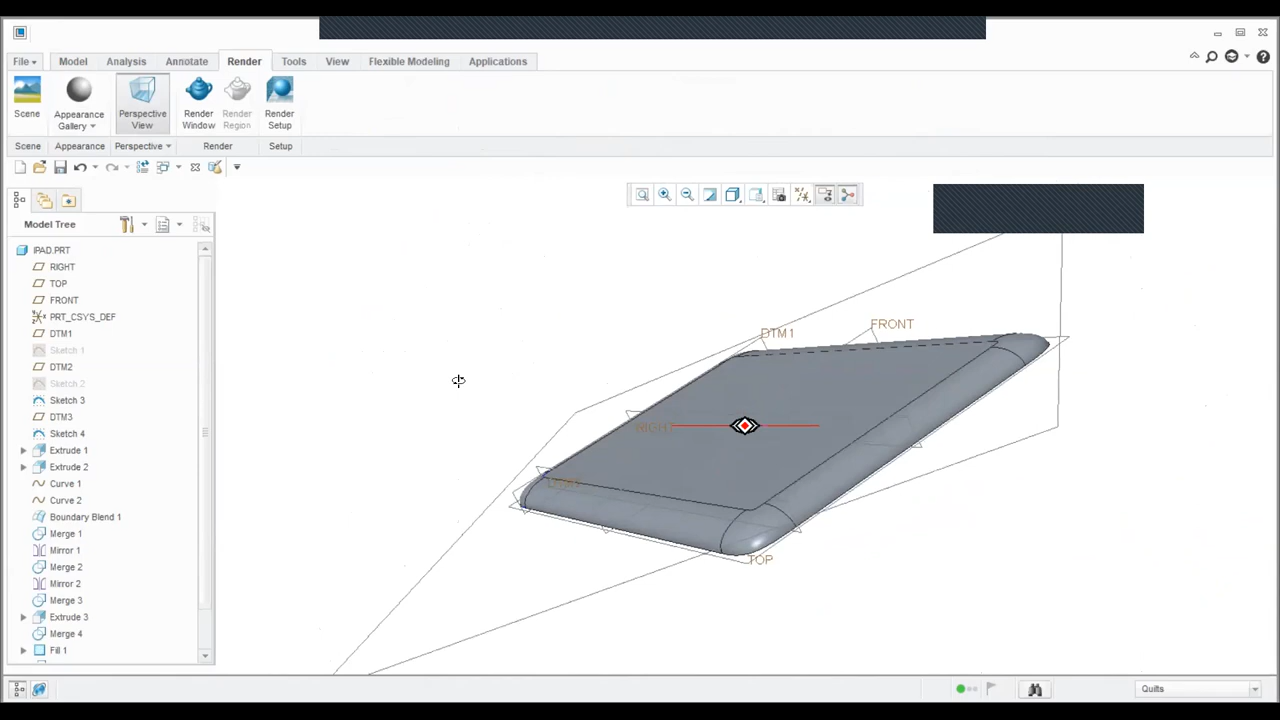 File Model Analysis Annotate Render Tools View Flexible Modeling Applications
Scene Appearance Gallery Perspective View Render Window Render Region Render Setup
Scene Appearance Perspective Render Setup
Model Tree
IPAD.PRT
RIGHT
TOP
FRONT
PRT_CSYS_DEF
DTM1
Sketch 1
DTM2
Sketch 2
Sketch 3
DTM3
Sketch 4
Extrude 1
Extrude 2
Curve 1
Curve 2
Boundary Blend 1
Merge 1
Mirror 1
Merge 2
Mirror 2
Merge 3
Extrude 3
Merge 4
Fill 1
FRONT
DTM1
RIGHT
TOP
Quilts